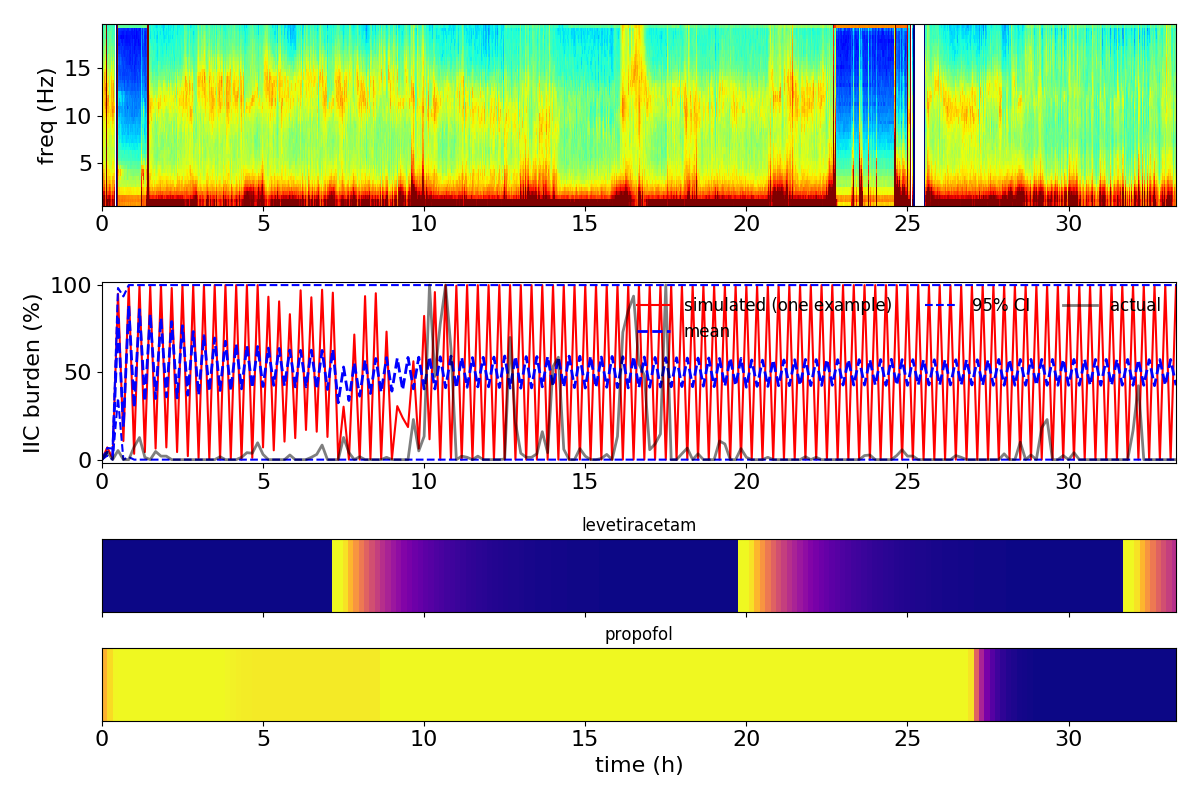 freq (Hz)
15
10
5
0 5 10 15 20 25 30
IIC burden (%)
100
50
0
simulated (one example) 95% CI actual
mean
0 5 10 15 20 25 30
levetiracetam
propofol
0 5 10 15 20 25 30
time (h)